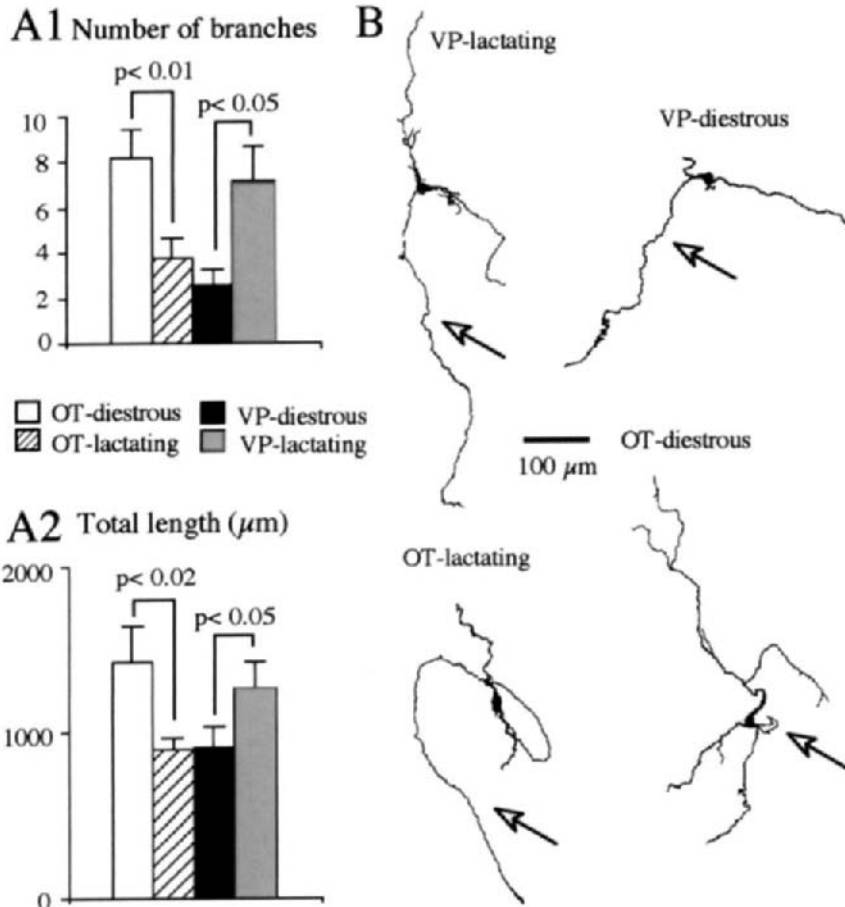 A1 Number of branches
p< 0.01
p< 0.05
10
8
6
4
2
0
OT-diestrous
VP-diestrous
OT-lactating
VP-lactating
A2 Total length (μm)
2000
p< 0.02
p< 0.05
1000
0
B
VP-lactating
VP-diestrous
100 μm
OT-diestrous
OT-lactating